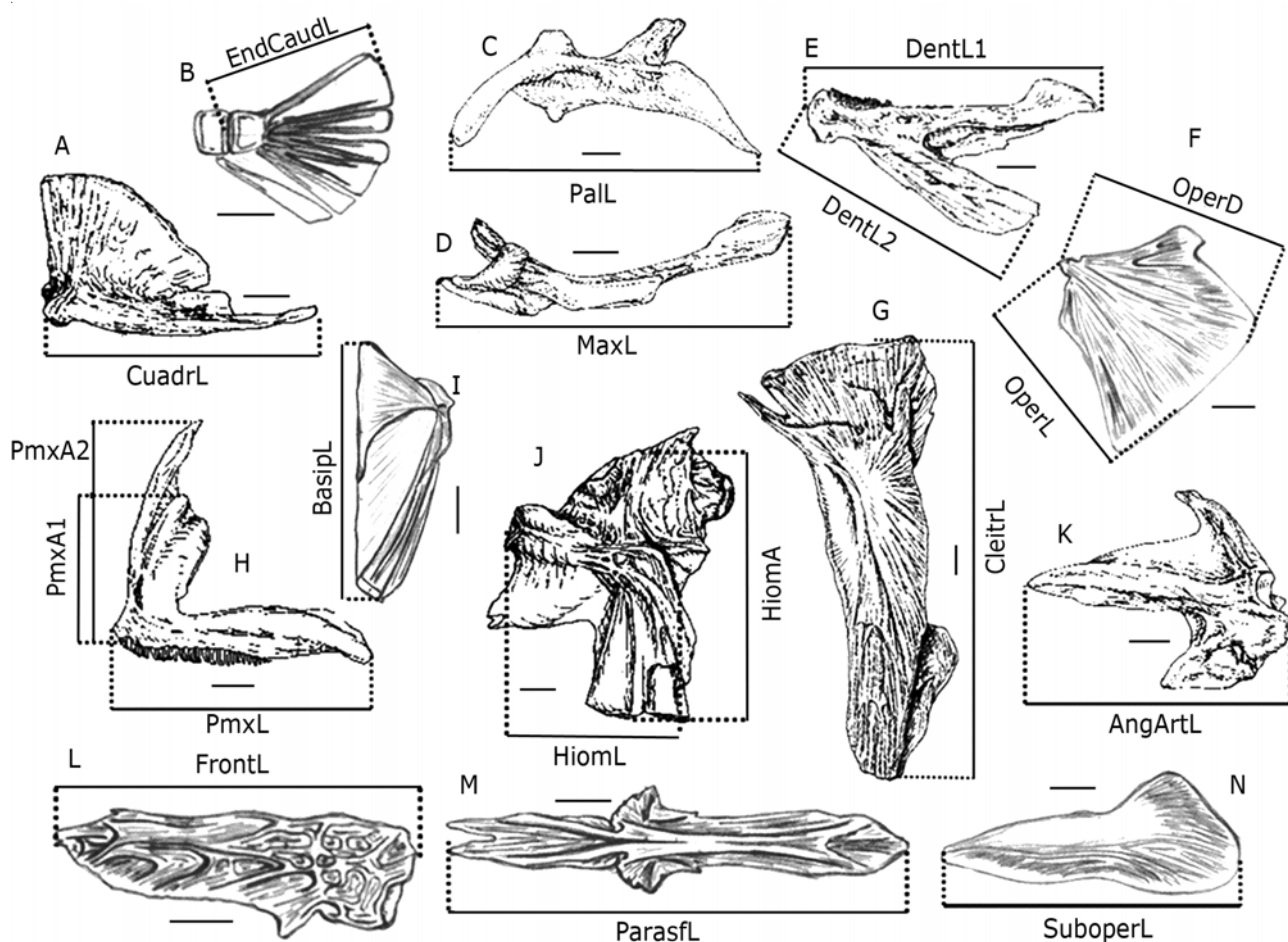 B
EndCaudL
C
PalL
E
DentL1
DentL2
F
OperD
OperL
A
CuadrL
D
MaxL
G
CleitrL
PmxA2
PmxA1
H
PmxL
I
BasipL
J
HiomA
HiomL
K
AngArtL
L
FrontL
M
ParasfL
N
SuboperL